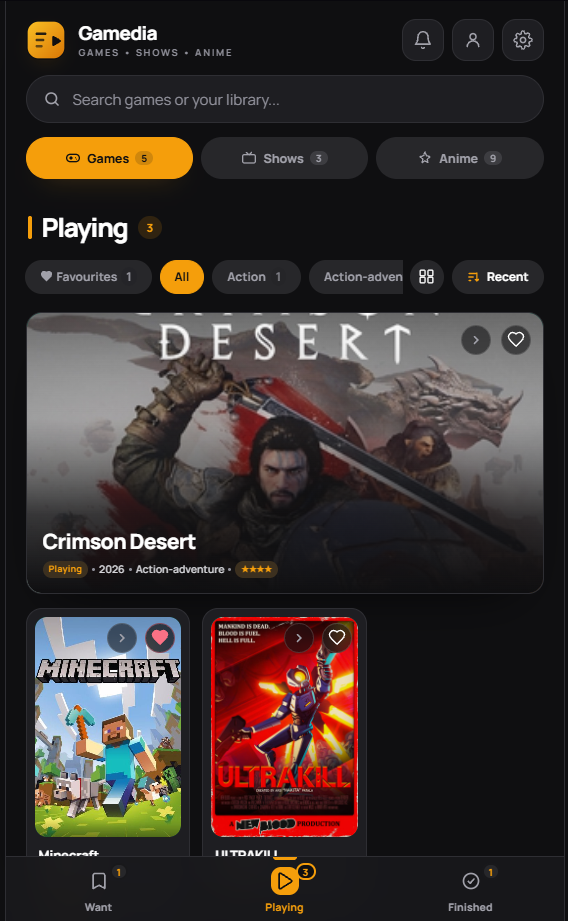 Gamedia
GAMES • SHOWS • ANIME
Search games or your library...
Games 5
Shows 3
Anime 9
Playing 3
Favourites 1
All
Action 1
Action-adven
Recent
DESERT
Crimson Desert
Playing • 2026 • Action-adventure • ★★★★
MANKIND IS DEAD.
BLOOD IS FUEL.
HELL IS FULL.
MINECRAFT
ULTRAKILL
A NEW BLOOD PRODUCTION
Minecraft
ULTRAKILL
1
3
1
Want
Playing
Finished